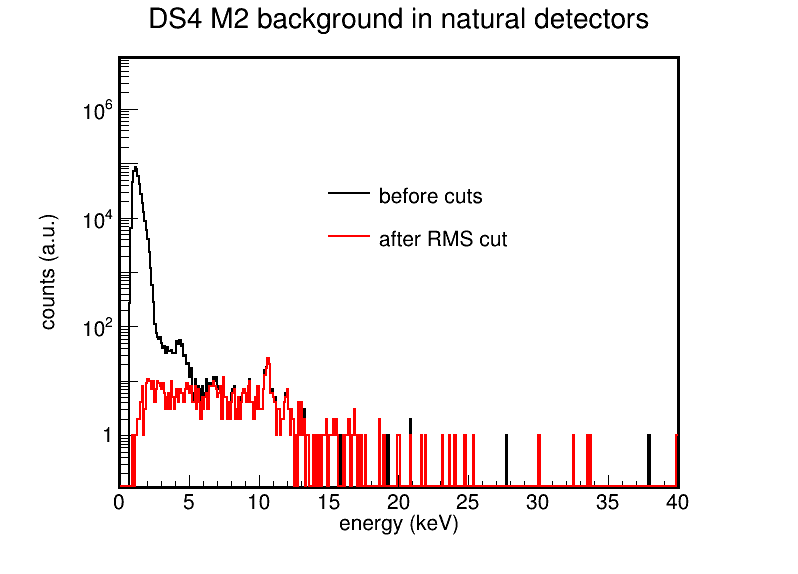 DS4 M2 background in natural detectors
counts (a.u.)
10^6
10^4
10^2
1
before cuts
after RMS cut
0 5 10 15 20 25 30 35 40
energy (keV)